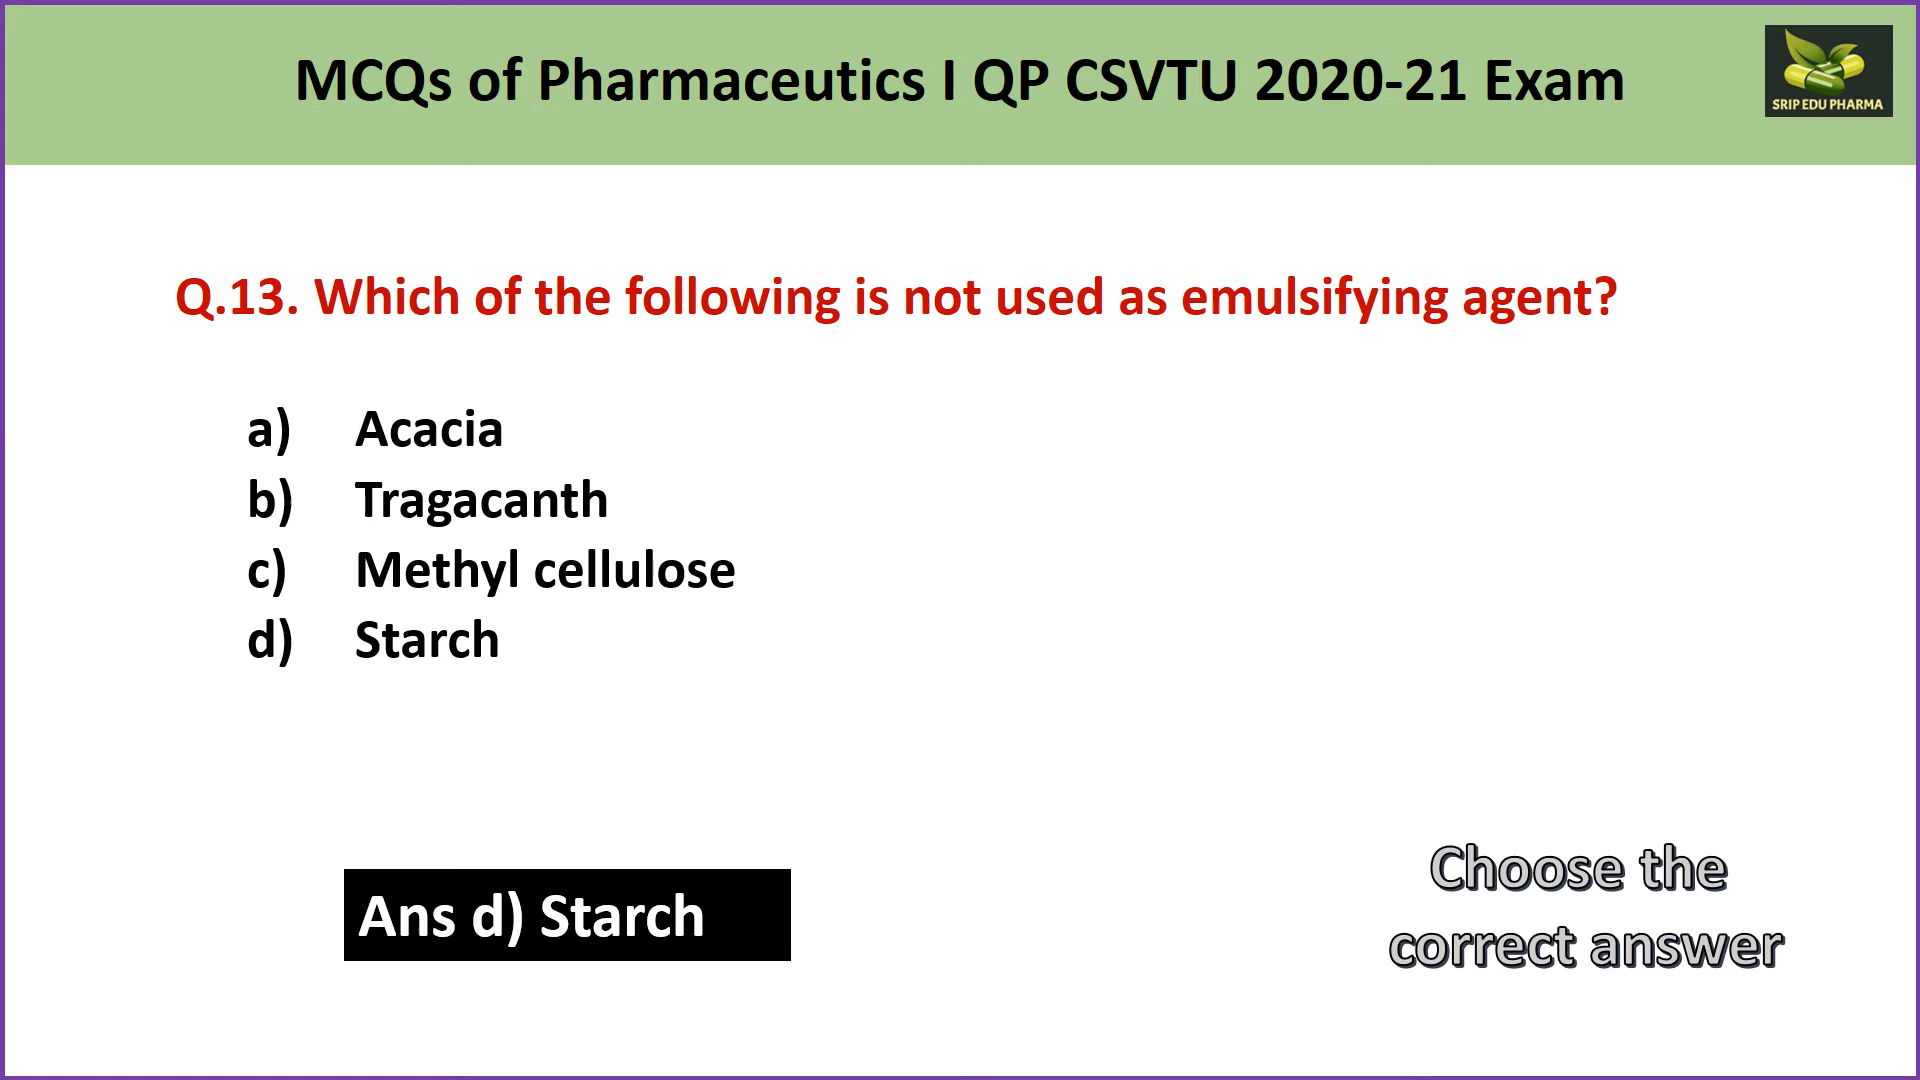 MCQs of Pharmaceutics I QP CSVTU 2020-21 Exam
SRIP EDU PHARMA
Q.13. Which of the following is not used as emulsifying agent?
a) Acacia
b) Tragacanth
c) Methyl cellulose
d) Starch
Ans d) Starch
Choose the
correct answer